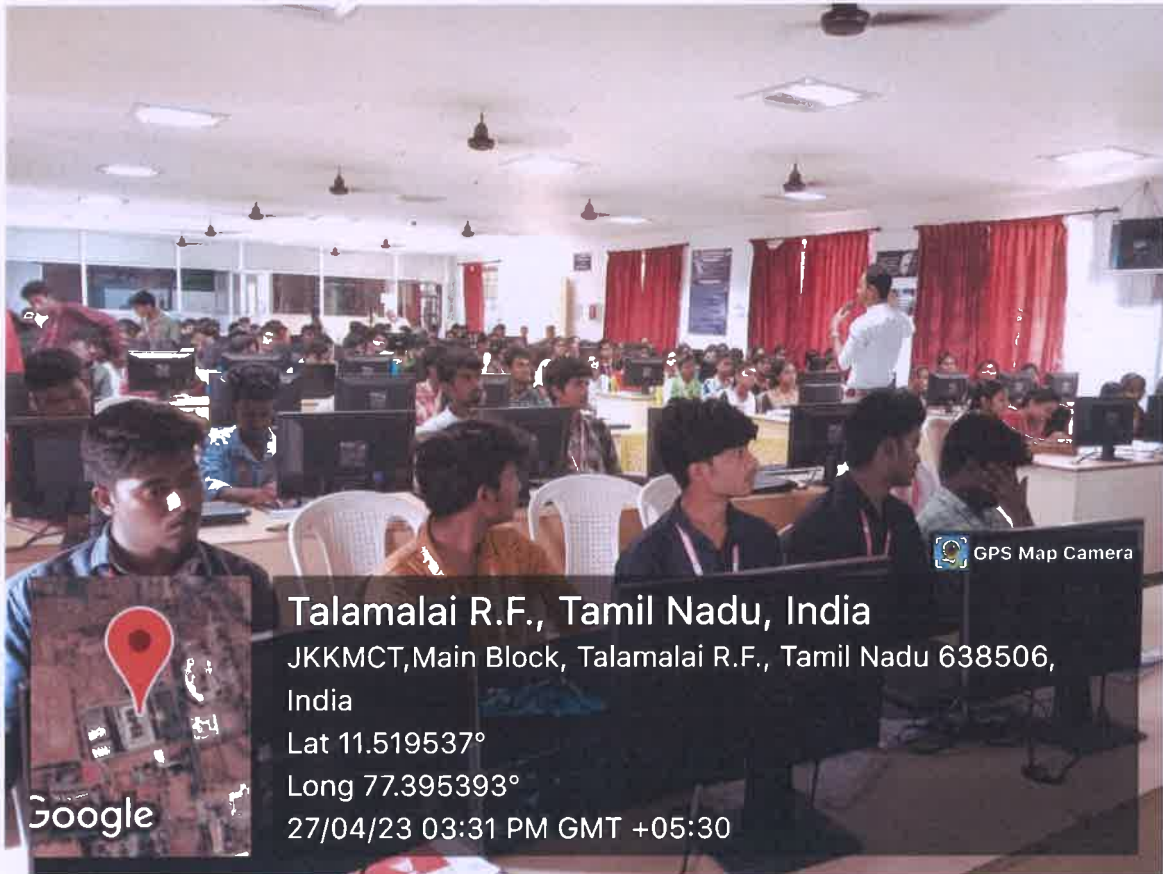 GPS Map Camera
Talamalai R.F., Tamil Nadu, India
JKKMCT,Main Block, Talamalai R.F., Tamil Nadu 638506,
India
Lat 11.519537°
Long 77.395393°
27/04/23 03:31 PM GMT +05:30
Google